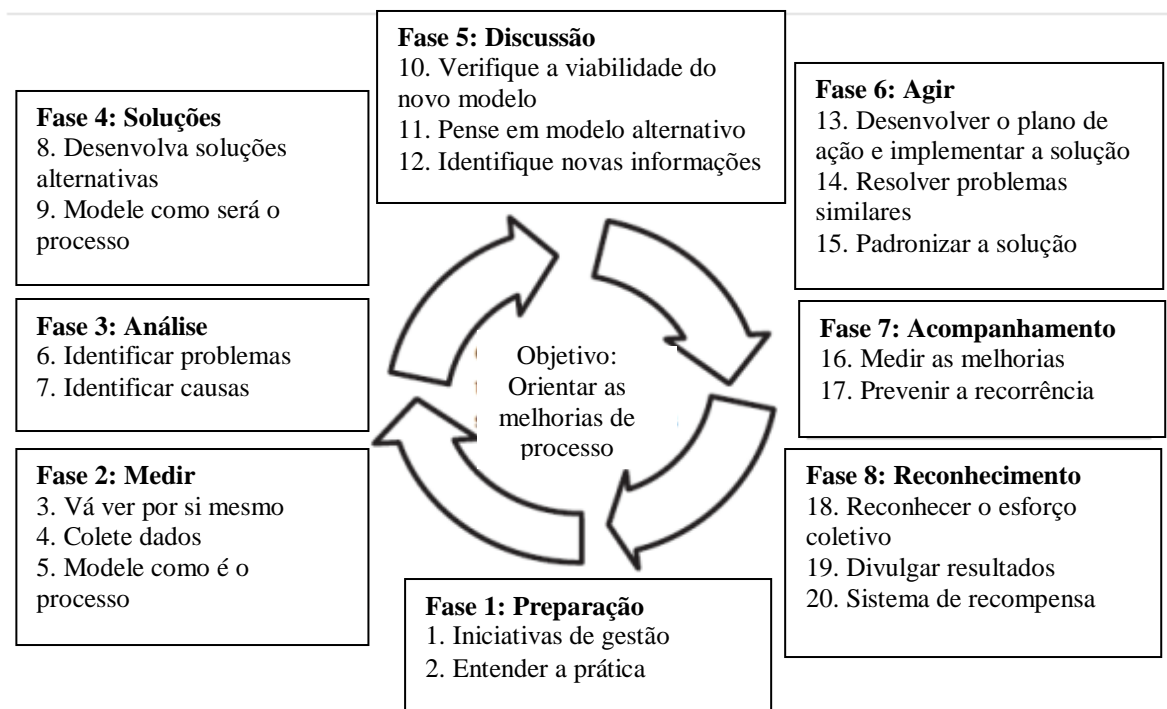 Fase 5: Discussão
10. Verifique a viabilidade do
novo modelo
11. Pense em modelo alternativo
12. Identifique novas informações
Fase 4: Soluções
8. Desenvolva soluções
alternativas
9. Modele como será o
processo
Fase 6: Agir
13. Desenvolver o plano de
ação e implementar a solução
14. Resolver problemas
similares
15. Padronizar a solução
Fase 3: Análise
6. Identificar problemas
7. Identificar causas
Objetivo:
Orientar as
melhorias de
processo
Fase 7: Acompanhamento
16. Medir as melhorias
17. Prevenir a recorrência
Fase 2: Medir
3. Vá ver por si mesmo
4. Colete dados
5. Modele como é o
processo
Fase 8: Reconhecimento
18. Reconhecer o esforço
coletivo
19. Divulgar resultados
20. Sistema de recompensa
Fase 1: Preparação
1. Iniciativas de gestão
2. Entender a prática